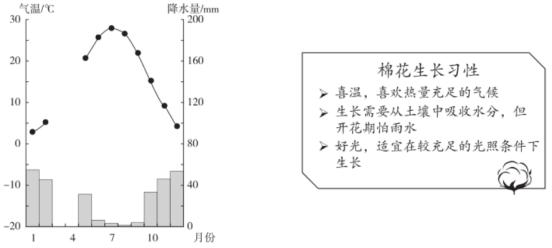 气温/℃
降水量/mm
30
200
20
160
10
120
0
80
-10
40
-20
0
1
4
7
10
月份
棉花生长习性
➢ 喜温，喜欢热量充足的气候
➢ 生长需要从土壤中吸收水分，但
开花期怕雨水
➢ 好光，适宜在较充足的光照条件下
生长